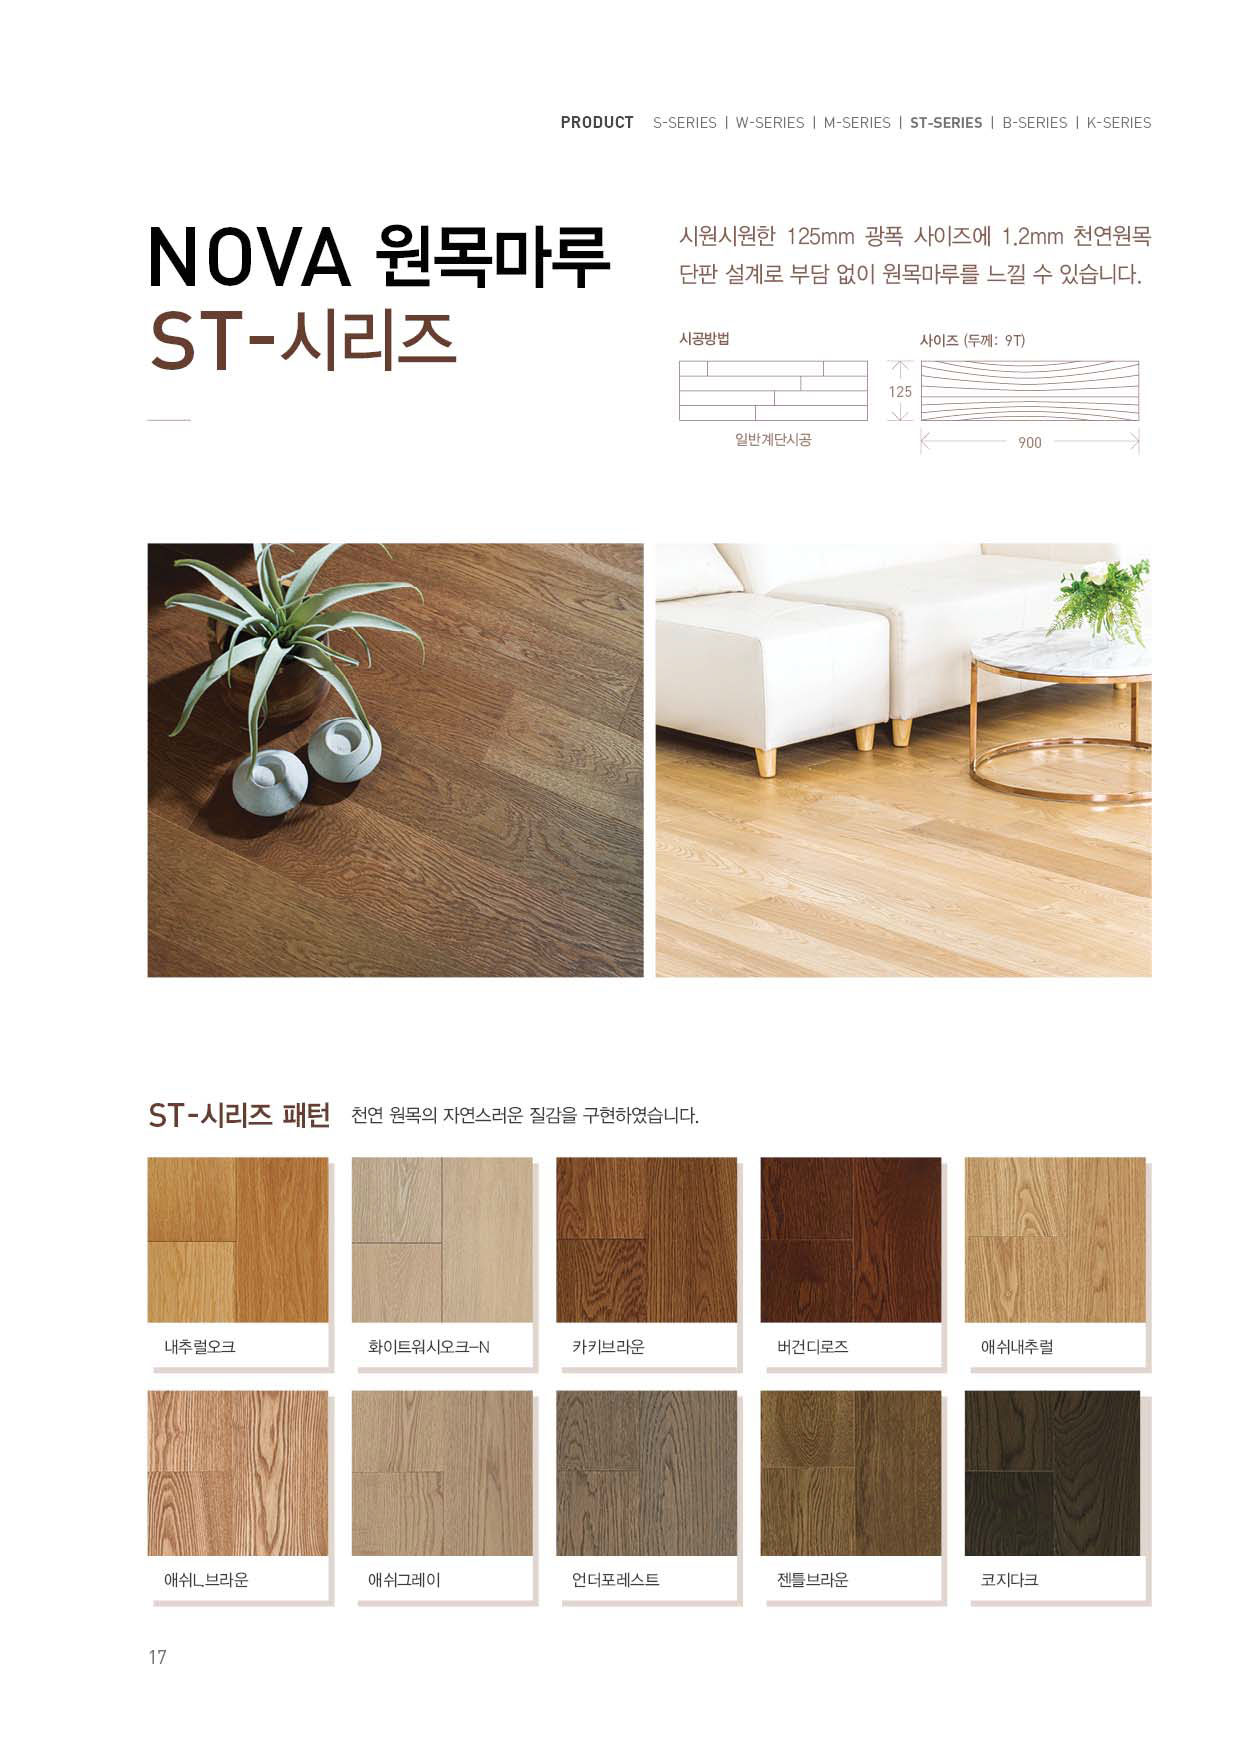 PRODUCT S-SERIES | W-SERIES | M-SERIES | ST-SERIES | B-SERIES | K-SERIES
NOVA 원목마루
ST-시리즈
시원시원한 125mm 광폭 사이즈에 1.2mm 천연원목
단판 설계로 부담 없이 원목마루를 느낄 수 있습니다.
시공방법
일반계단시공
사이즈 (두께: 9T)
125
900
ST-시리즈 패턴 천연 원목의 자연스러운 질감을 구현하였습니다.
내추럴오크
화이트워시오크-N
카키브라운
버건디로즈
애쉬내추럴
애쉬L브라운
애쉬그레이
언더포레스트
젠틀브라운
코지다크
17